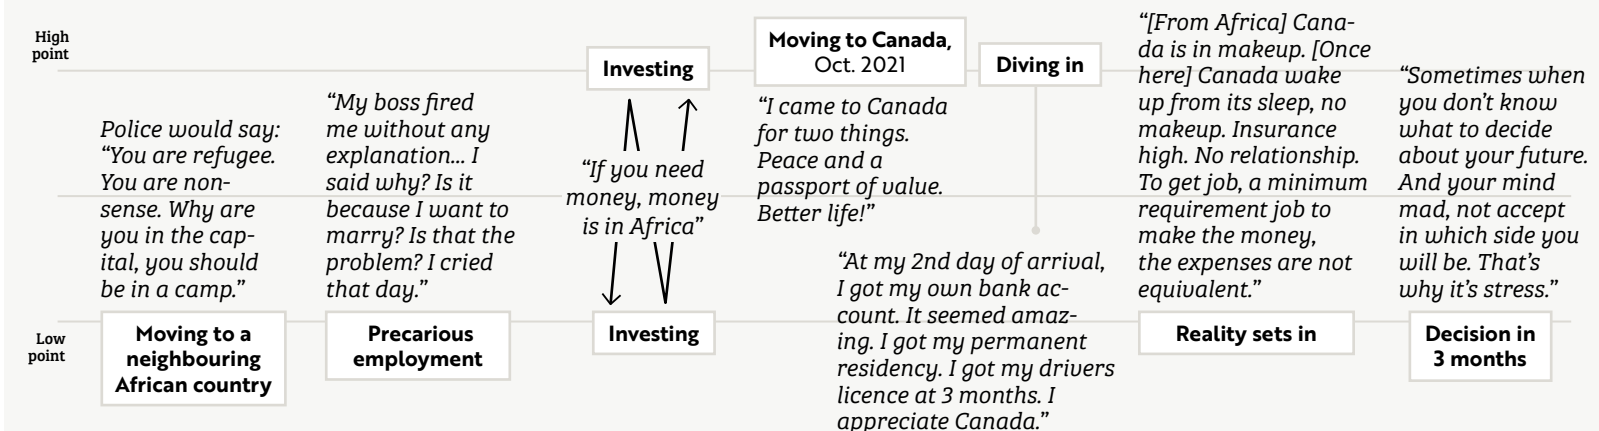 High
point
Low
point
Police would say:
“You are refugee.
You are non-
sense. Why are
you in the cap-
ital, you should
be in a camp.”
Moving to a
neighbouring
African country
“My boss fired
me without any
explanation... I
said why? Is it
because I want to
marry? Is that the
problem? I cried
that day.”
Precarious
employment
Investing
“If you need
money, money
is in Africa”
Investing
Moving to Canada,
Oct. 2021
“I came to Canada
for two things.
Peace and a
passport of value.
Better life!”
Diving in
“At my 2nd day of arrival,
I got my own bank ac-
count. It seemed amaz-
ing. I got my permanent
residency. I got my drivers
licence at 3 months. I
appreciate Canada.”
“[From Africa] Cana-
da is in makeup. [Once
here] Canada wake
up from its sleep, no
makeup. Insurance
high. No relationship.
To get job, a minimum
requirement job to
make the money,
the expenses are not
equivalent.”
Reality sets in
“Sometimes when
you don’t know
what to decide
about your future.
And your mind
mad, not accept
in which side you
will be. That’s
why it’s stress.”
Decision in
3 months